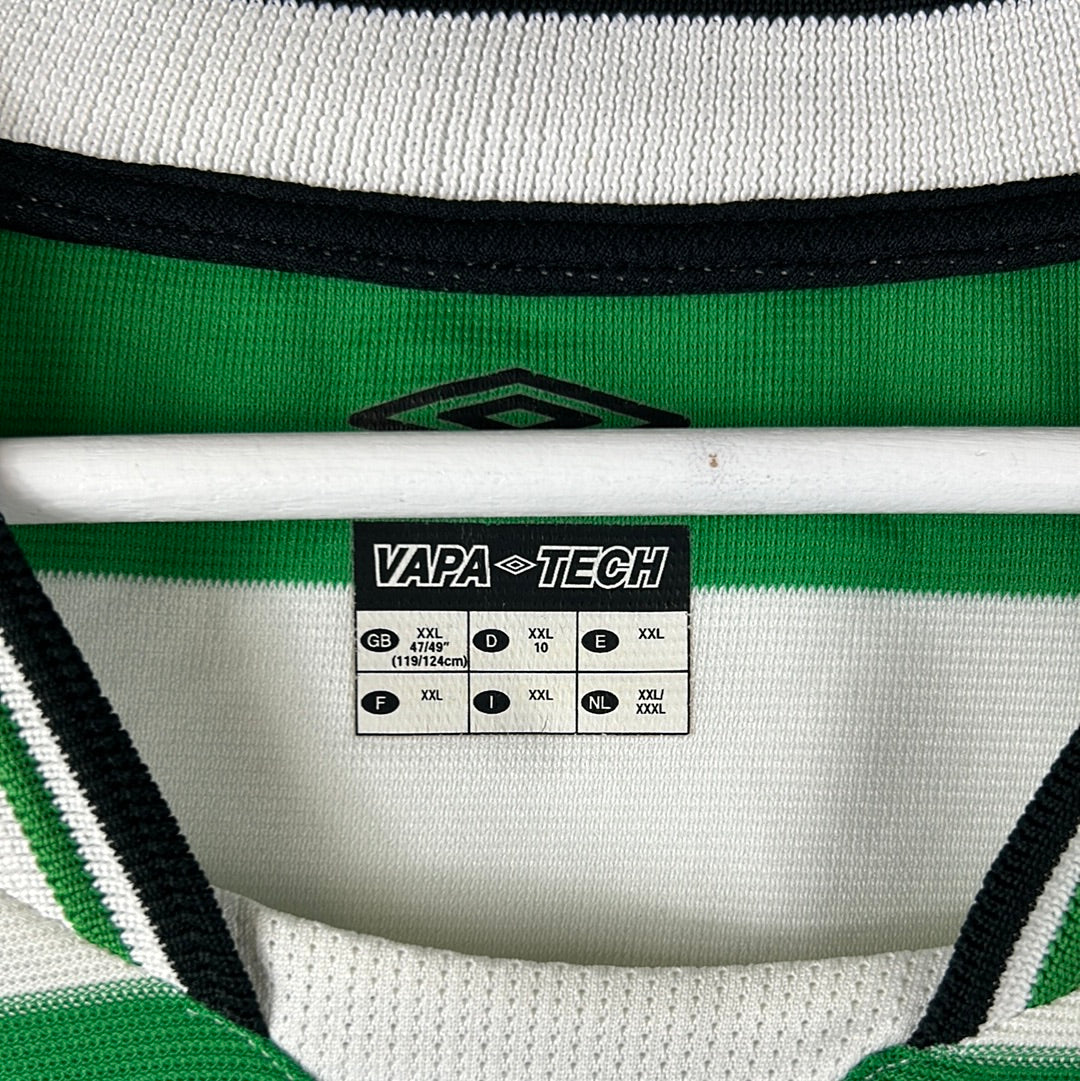 VAPA TECH
GB XXL 47/49" (119/124cm)
D XXL 10
E XXL
F XXL
I XXL
NL XXL/ XXXL